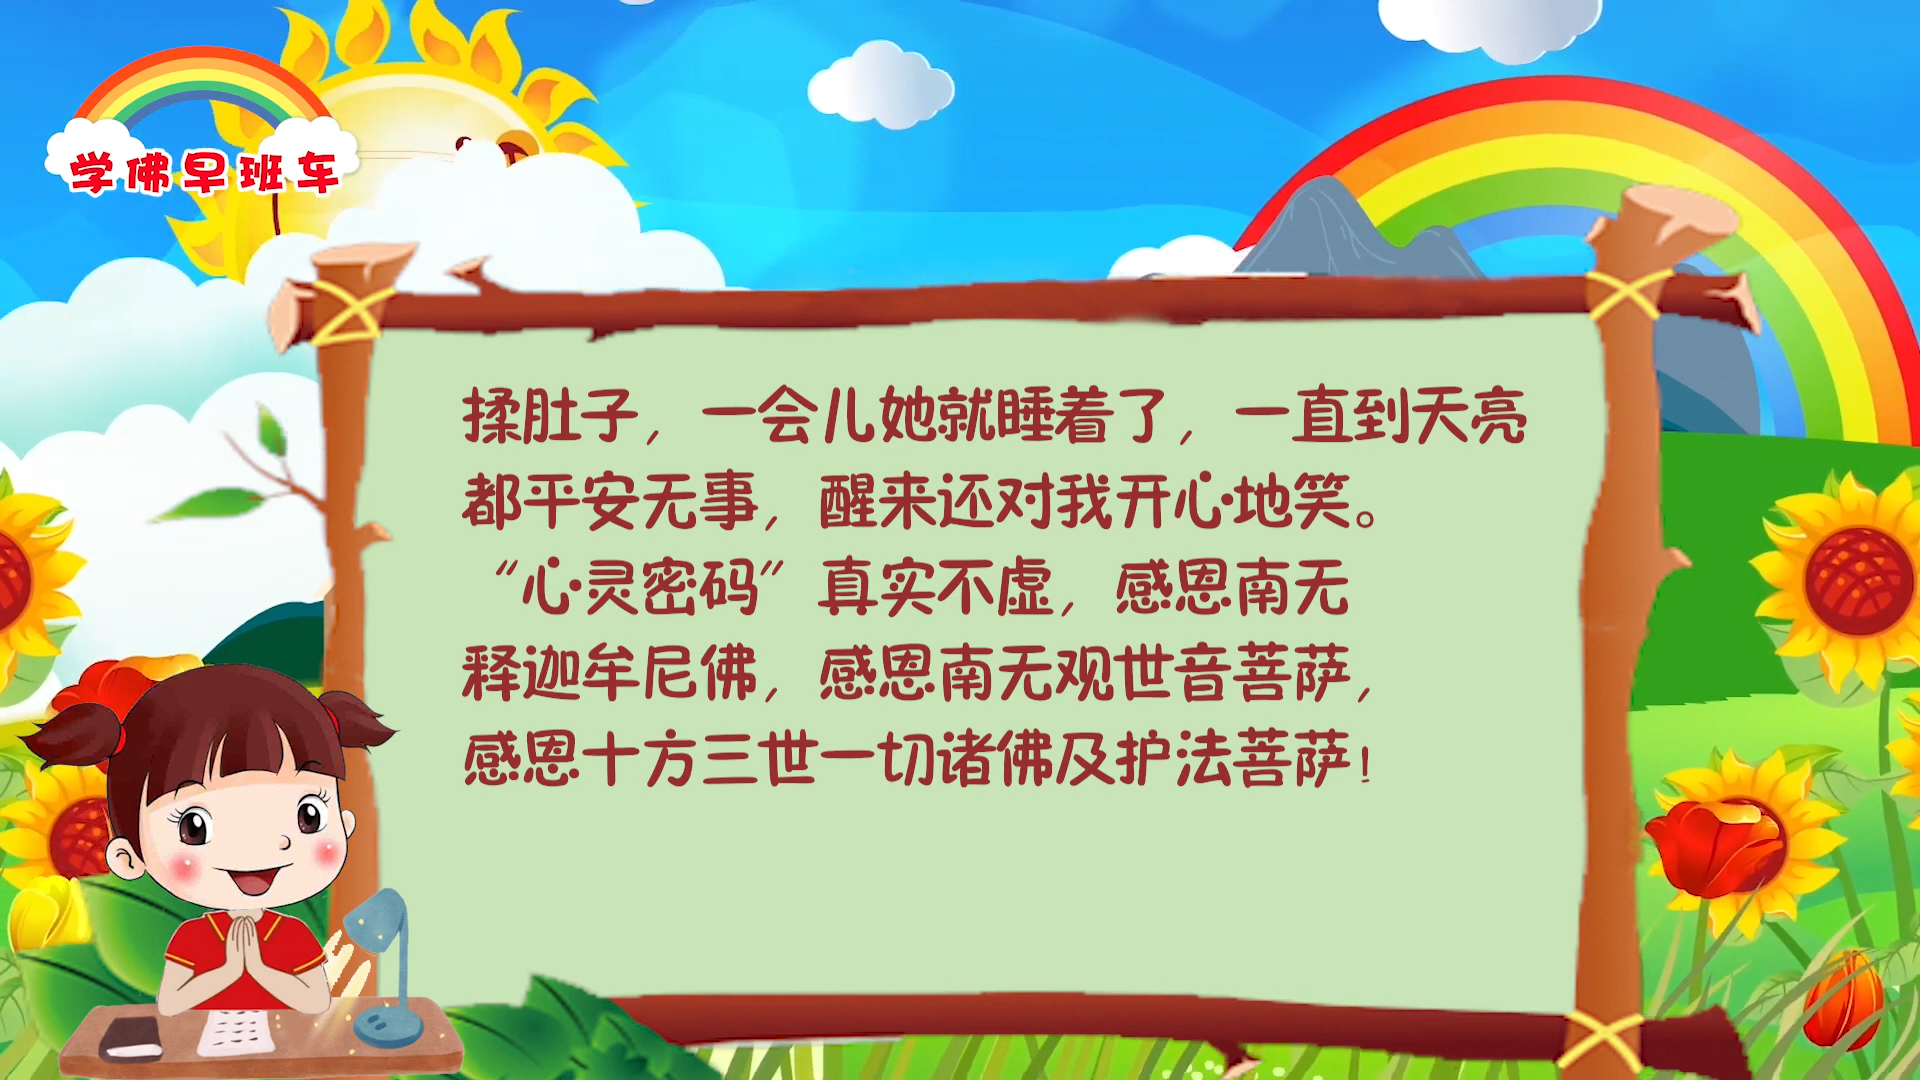 学佛早班车
揉肚子，一会儿她就睡着了，一直到天亮
都平安无事，醒来还对我开心地笑。
“心灵密码”真实不虚，感恩南无
释迦牟尼佛，感恩南无观世音菩萨，
感恩十方三世一切诸佛及护法菩萨！